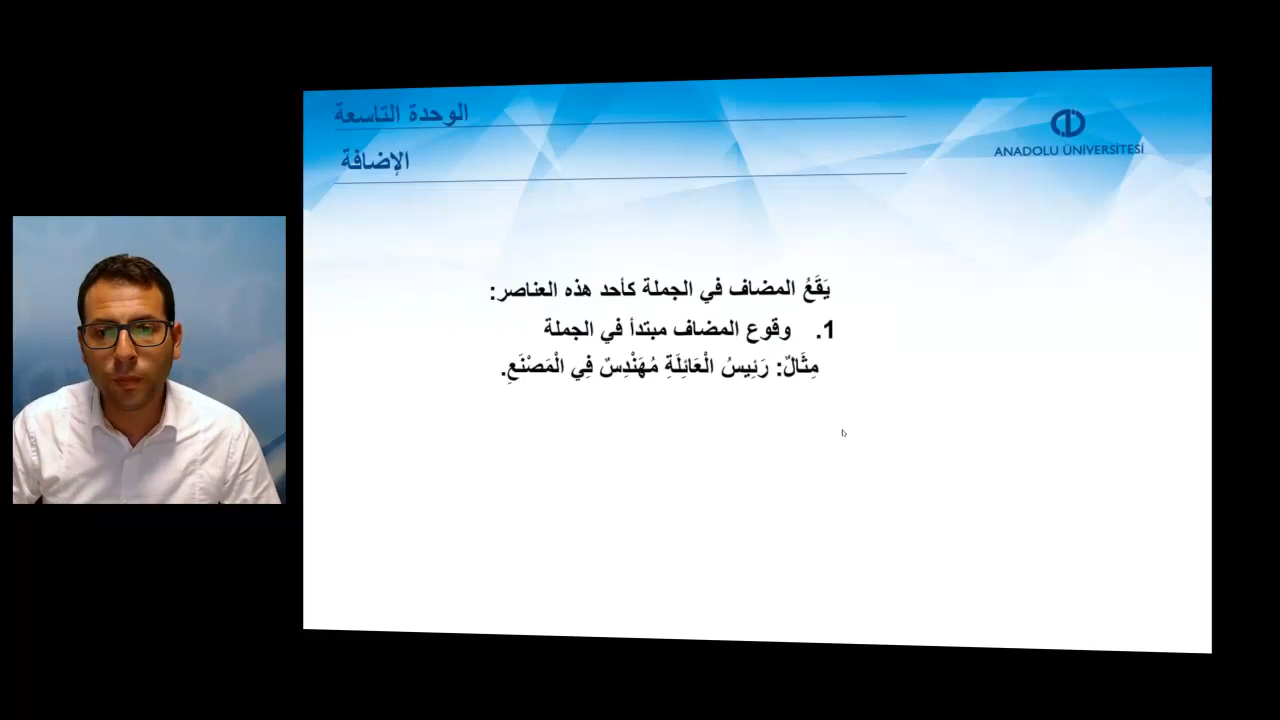 الوحدة التاسعة
الإضافة
ANADOLU ÜNİVERSİTESİ
يَقَعُ المضاف في الجملة كأحد هذه العناصر:
1. وقوع المضاف مبتدأ في الجملة
مِثَالٌ: رَئِيسُ الْعَائِلَةِ مُهَنْدِسٌ فِي الْمَصْنَعِ.